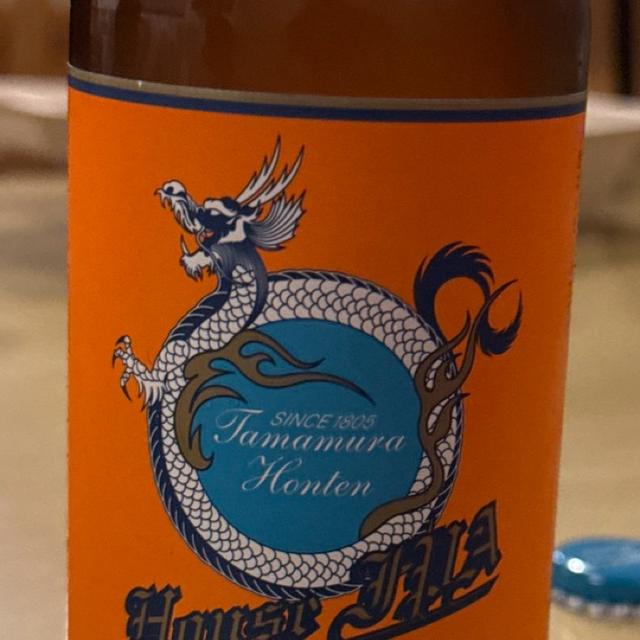 SINCE 1805
Tamamura
Honten
House IPA